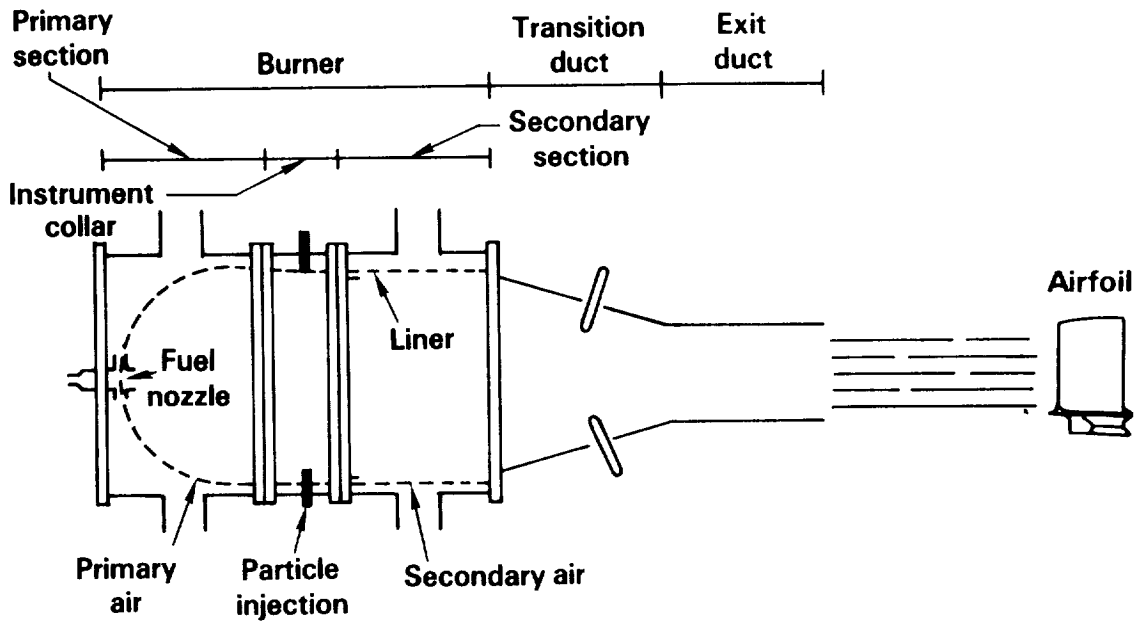 Primary
section
Burner
Transition
duct
Exit
duct
Secondary
section
Instrument
collar
Airfoil
Liner
Fuel
nozzle
Primary
air
Particle
injection
Secondary air